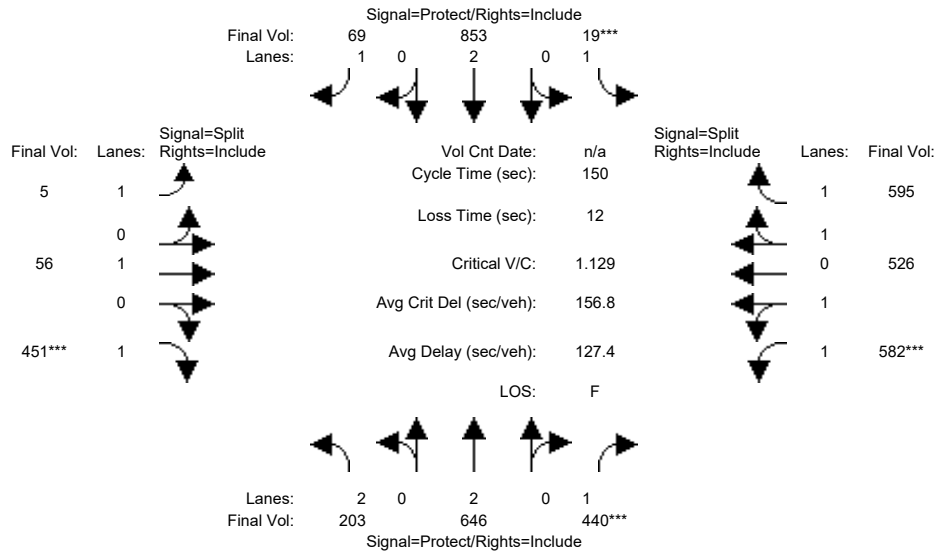 Signal=Protect/Rights=Include
Final Vol: 69 853 19***
Lanes: 1 0 2 0 1
Signal=Split Signal=Split
Final Vol: Lanes: Rights=Include Vol Cnt Date: n/a Rights=Include Lanes: Final Vol:
Cycle Time (sec): 150
5 1 1 595
Loss Time (sec): 12
0 1
56 1 Critical V/C: 1.129 0 526
0 Avg Crit Del (sec/veh): 156.8 1
451*** 1 Avg Delay (sec/veh): 127.4 1 582***
LOS: F
Lanes: 2 0 2 0 1
Final Vol: 203 646 440***
Signal=Protect/Rights=Include